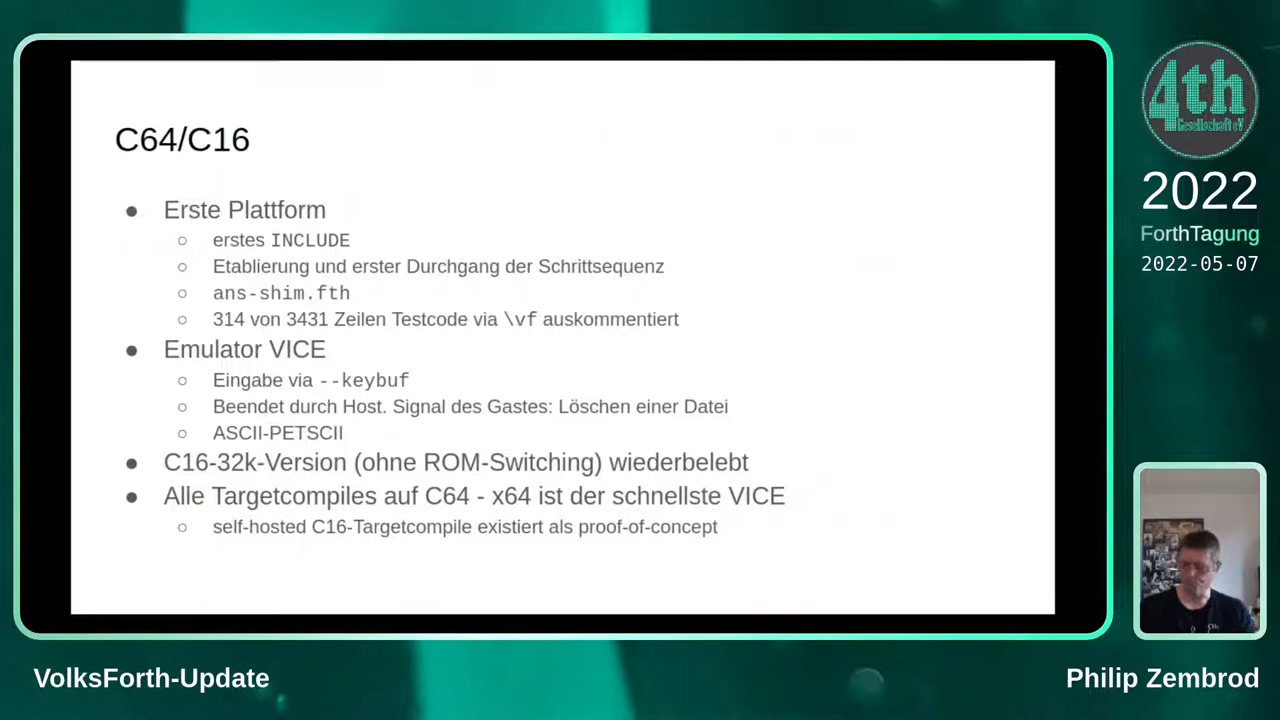 C64/C16
● Erste Plattform
○ erstes INCLUDE
○ Etablierung und erster Durchgang der Schrittsequenz
○ ans-shim.fth
○ 314 von 3431 Zeilen Testcode via \vf auskommentiert
● Emulator VICE
○ Eingabe via --keybuf
○ Beendet durch Host. Signal des Gastes: Löschen einer Datei
○ ASCII-PETSCII
● C16-32k-Version (ohne ROM-Switching) wiederbelebt
● Alle Targetcompiles auf C64 - x64 ist der schnellste VICE
○ self-hosted C16-Targetcompile existiert als proof-of-concept
4th
Gesellschaft eV
2022
ForthTagung
2022-05-07
VolksForth-Update
Philip Zembrod